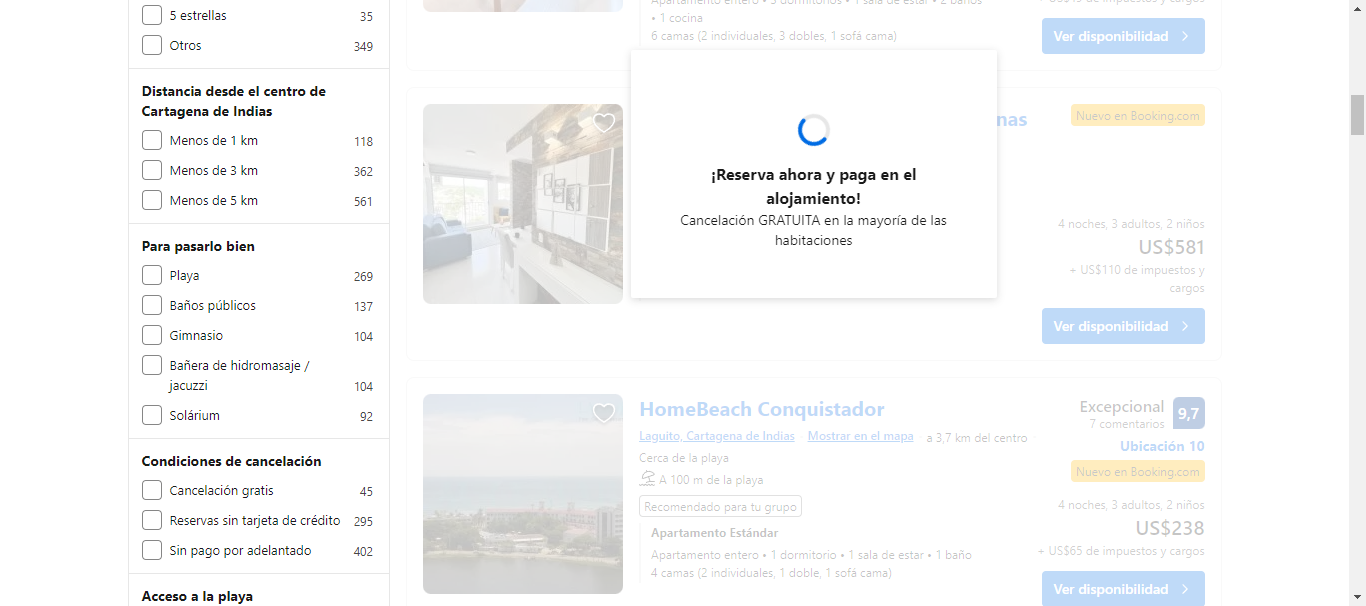 5 estrellas 35
Otros 349
Distancia desde el centro de
Cartagena de Indias
Menos de 1 km 118
Menos de 3 km 362
Menos de 5 km 561
Para pasarlo bien
Playa 269
Baños públicos 137
Gimnasio 104
Bañera de hidromasaje /
jacuzzi 104
Solárium 92
Condiciones de cancelación
Cancelación gratis 45
Reservas sin tarjeta de crédito 295
Sin pago por adelantado 402
Acceso a la playa
Apartamento entero • 3 dormitorios • 1 sala de estar • 2 baños
• 1 cocina
6 camas (2 individuales, 3 dobles, 1 sofá cama)
de impuestos y cargos
Ver disponibilidad
¡Reserva ahora y paga en el
alojamiento!
Cancelación GRATUITA en la mayoría de las
habitaciones
Nuevo en Booking.com
4 noches, 3 adultos, 2 niños
US$581
+ US$110 de impuestos y
cargos
Ver disponibilidad
HomeBeach Conquistador
Laguito, Cartagena de Indias Mostrar en el mapa a 3,7 km del centro
Cerca de la playa
A 100 m de la playa
Recomendado para tu grupo
Apartamento Estándar
Apartamento entero • 1 dormitorio • 1 sala de estar • 1 baño
4 camas (2 individuales, 1 doble, 1 sofá cama)
Excepcional 9,7
7 comentarios
Ubicación 10
Nuevo en Booking.com
4 noches, 3 adultos, 2 niños
US$238
+ US$65 de impuestos y cargos
Ver disponibilidad